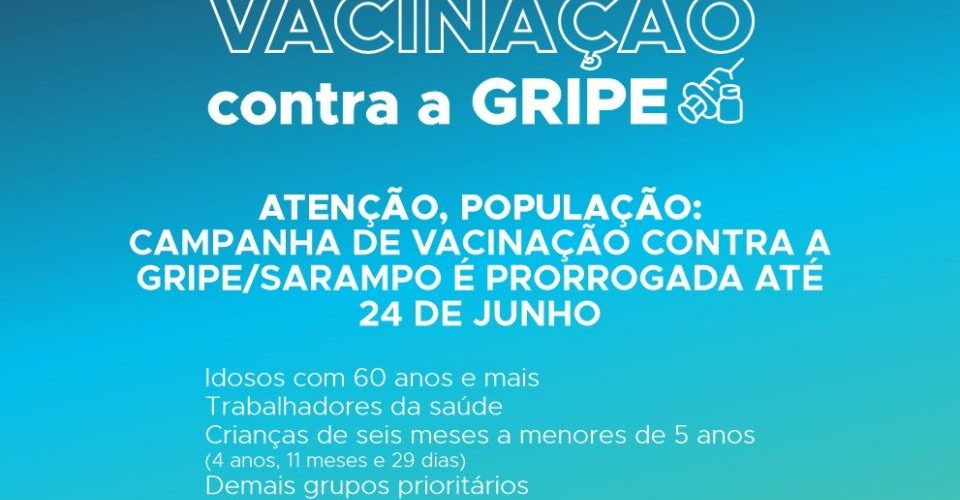 VACINAÇÃO
contra a GRIPE
ATENÇÃO, POPULAÇÃO:
CAMPANHA DE VACINAÇÃO CONTRA A
GRIPE/SARAMPO É PRORROGADA ATÉ
24 DE JUNHO
Idosos com 60 anos e mais
Trabalhadores da saúde
Crianças de seis meses a menores de 5 anos
(4 anos, 11 meses e 29 dias)
Demais grupos prioritários